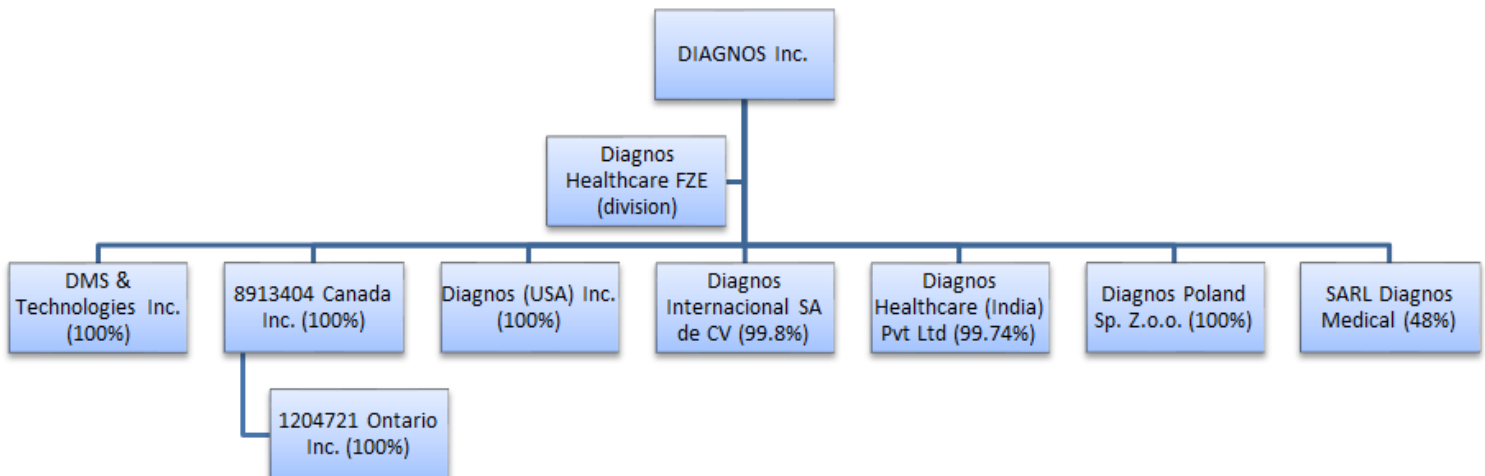 DIAGNOS Inc.
Diagnos
Healthcare FZE
(division)
DMS &
Technologies Inc.
(100%)
8913404 Canada
Inc. (100%)
Diagnos (USA) Inc.
(100%)
Diagnos
Internacional SA
de CV (99.8%)
Diagnos
Healthcare (India)
Pvt Ltd (99.74%)
Diagnos Poland
Sp. Z.o.o. (100%)
SARL Diagnos
Medical (48%)
1204721 Ontario
Inc. (100%)